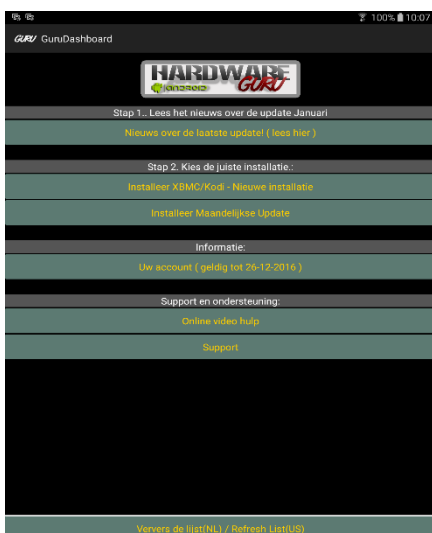 100% 10:07
GURU GuruDashboard
HARDWARE
GURU
android
Stap 1.. Lees het nieuws over de update Januari
Nieuws over de laatste update! ( lees hier )
Stap 2. Kies de juiste installatie.:
Installeer XBMC/Kodi - Nieuwe installatie
Installeer Maandelijkse Update
Informatie:
Uw account ( geldig tot 26-12-2016 )
Support en ondersteuning:
Online video hulp
Support
Ververs de lijst(NL) / Refresh List(US)